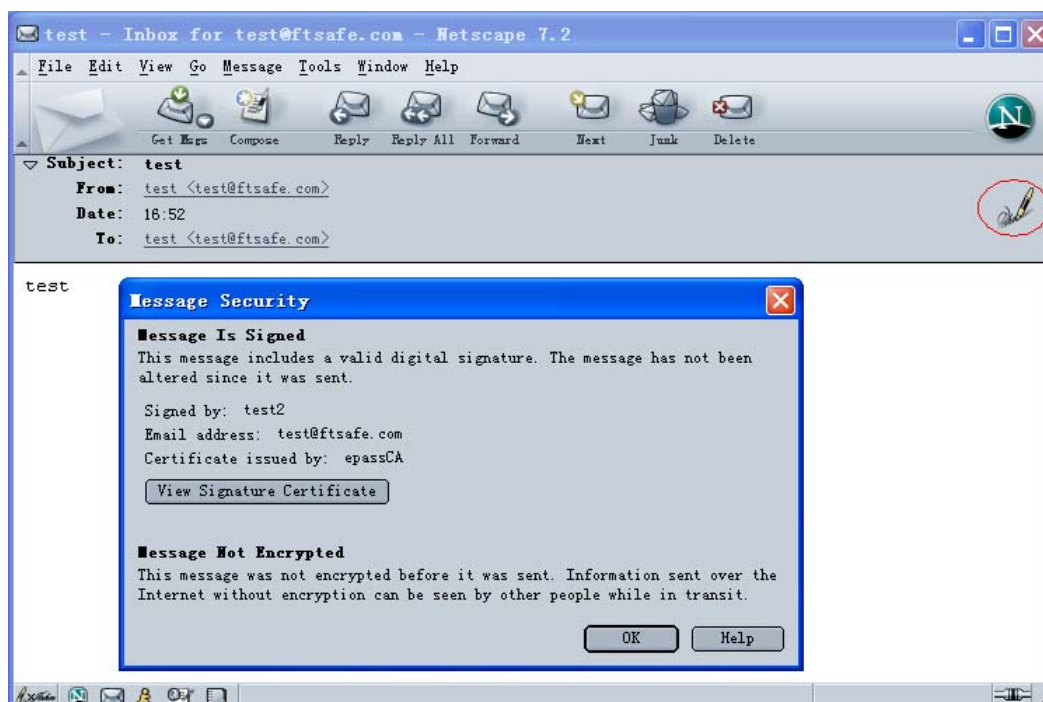 test - Inbox for test@ftsafe.com - Netscape 7.2
File Edit View Go Message Tools Window Help
Get Msgs Compose Reply Reply All Forward Next Junk Delete
N
Subject: test
From: test <test@ftsafe.com>
Date: 16:52
To: test <test@ftsafe.com>
test
Message Security
Message Is Signed
This message includes a valid digital signature. The message has not been
altered since it was sent.
Signed by: test2
Email address: test@ftsafe.com
Certificate issued by: epassCA
View Signature Certificate
Message Not Encrypted
This message was not encrypted before it was sent. Information sent over the
Internet without encryption can be seen by other people while in transit.
OK Help